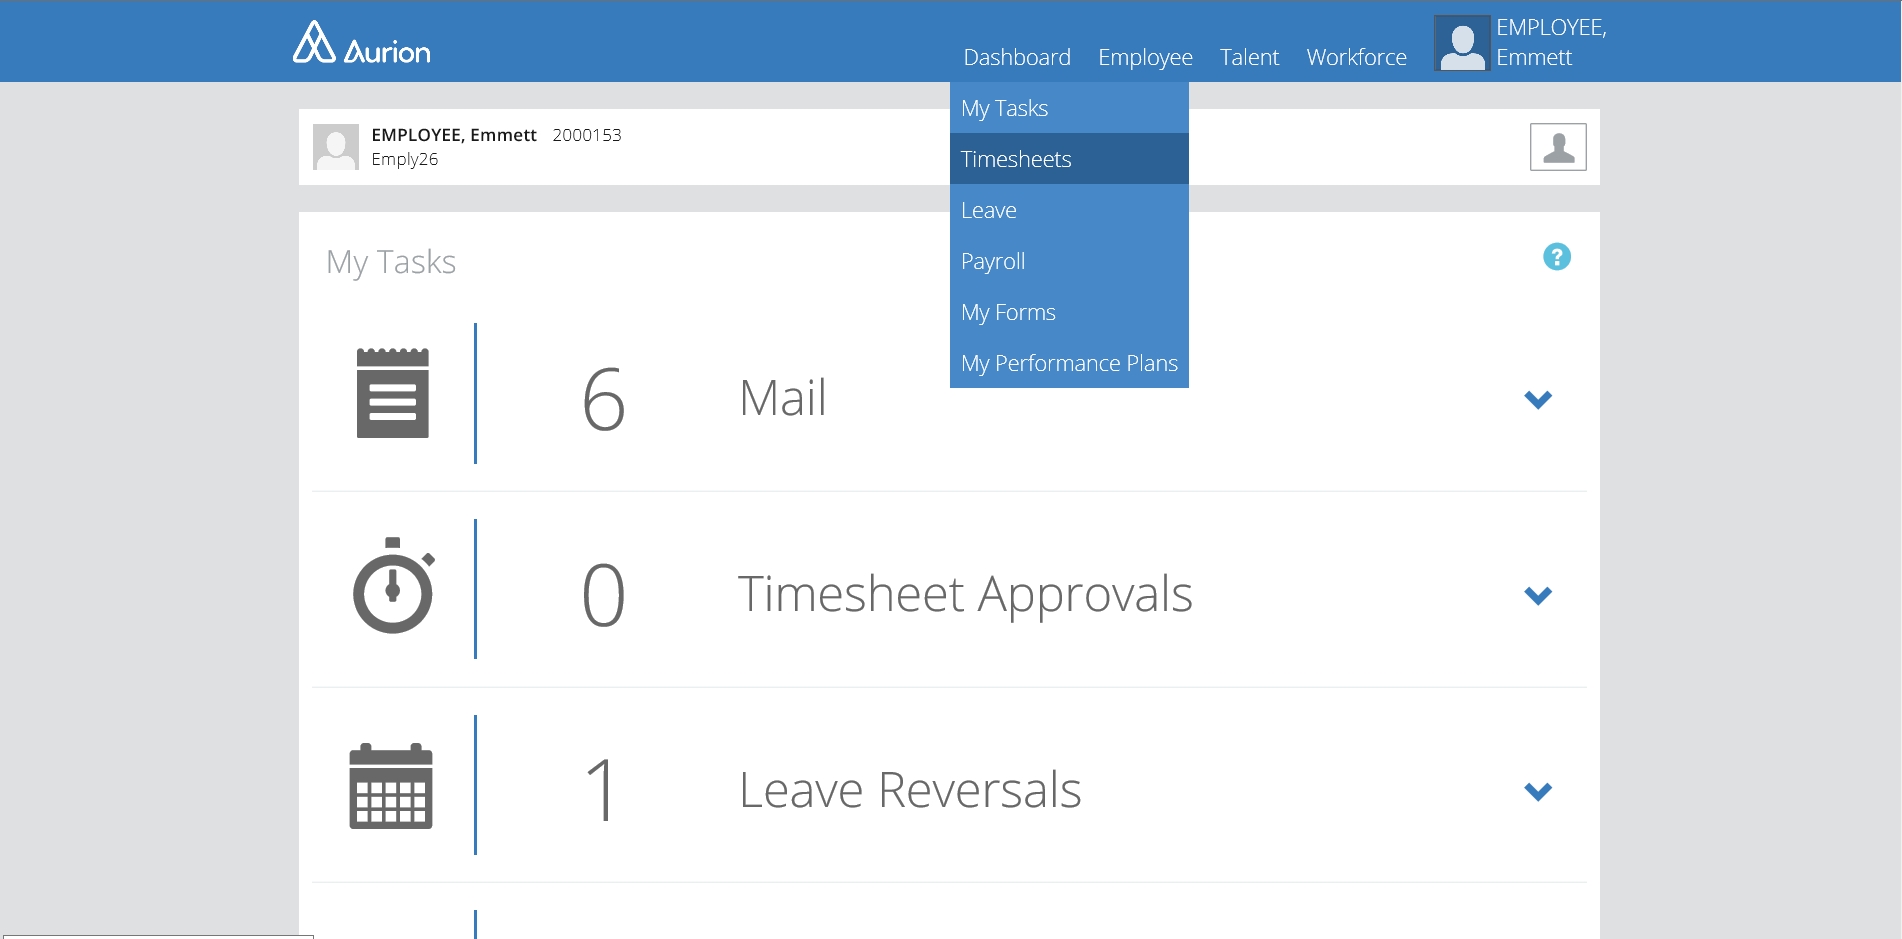 Aurion
Dashboard Employee Talent Workforce
EMPLOYEE,
Emmett
My Tasks
Timesheets
Leave
Payroll
My Forms
My Performance Plans
EMPLOYEE, Emmett 2000153
Emply26
My Tasks
?
6 Mail
0 Timesheet Approvals
1 Leave Reversals